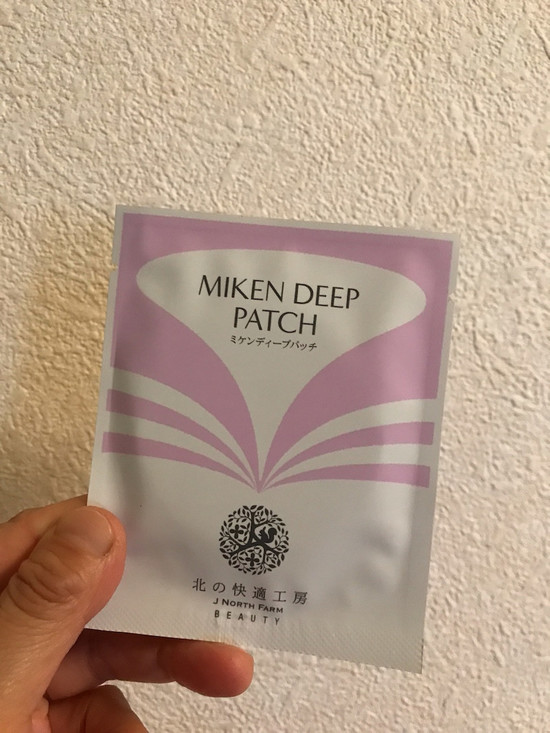 MIKEN DEEP
PATCH
ミケンディープパッチ
北の快適工房
J NORTH FARM
BEAUTY